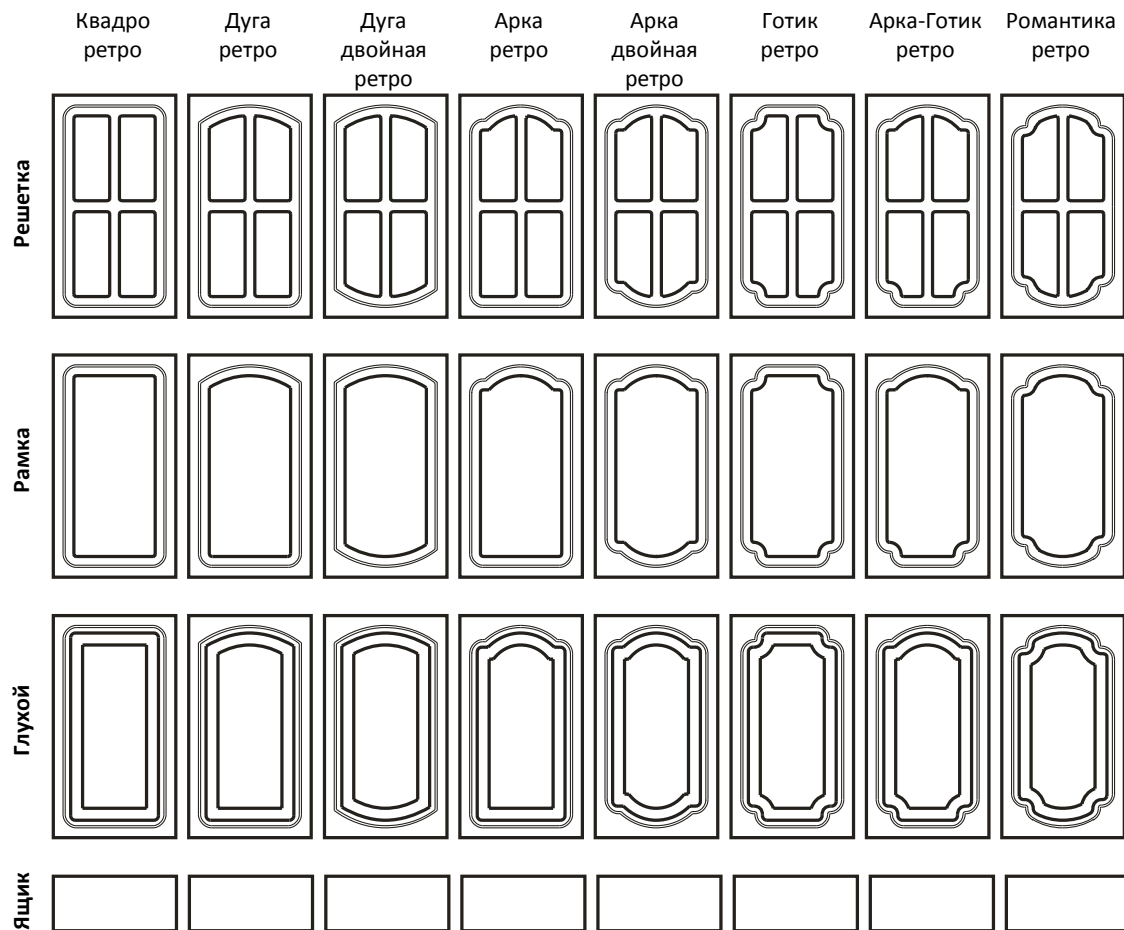 Квадро
ретро
Дуга
ретро
Дуга
двойная
ретро
Арка
ретро
Арка
двойная
ретро
Готик
ретро
Арка-Готик
ретро
Романтика
ретро
Решетка
Рамка
Глухой
Ящик